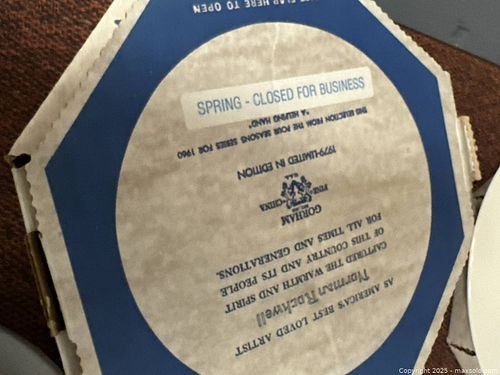 AS AMERICA'S BEST LOVED ARTIST
Norman Rockwell
CAPTURED THE WARMTH AND SPIRIT
OF THIS COUNTRY AND ITS PEOPLE
FOR ALL TIMES AND GENERATIONS.
GORHAM
FINE CHINA
1979-LIMITED IN EDITION
THIS SELECTION FROM THE FOUR SEASONS SERIES FOR 1960
"A HELPING HAND"
SPRING - CLOSED FOR BUSINESS
FLAP HERE TO OPEN
Copyright © 2025 - maxsold.com